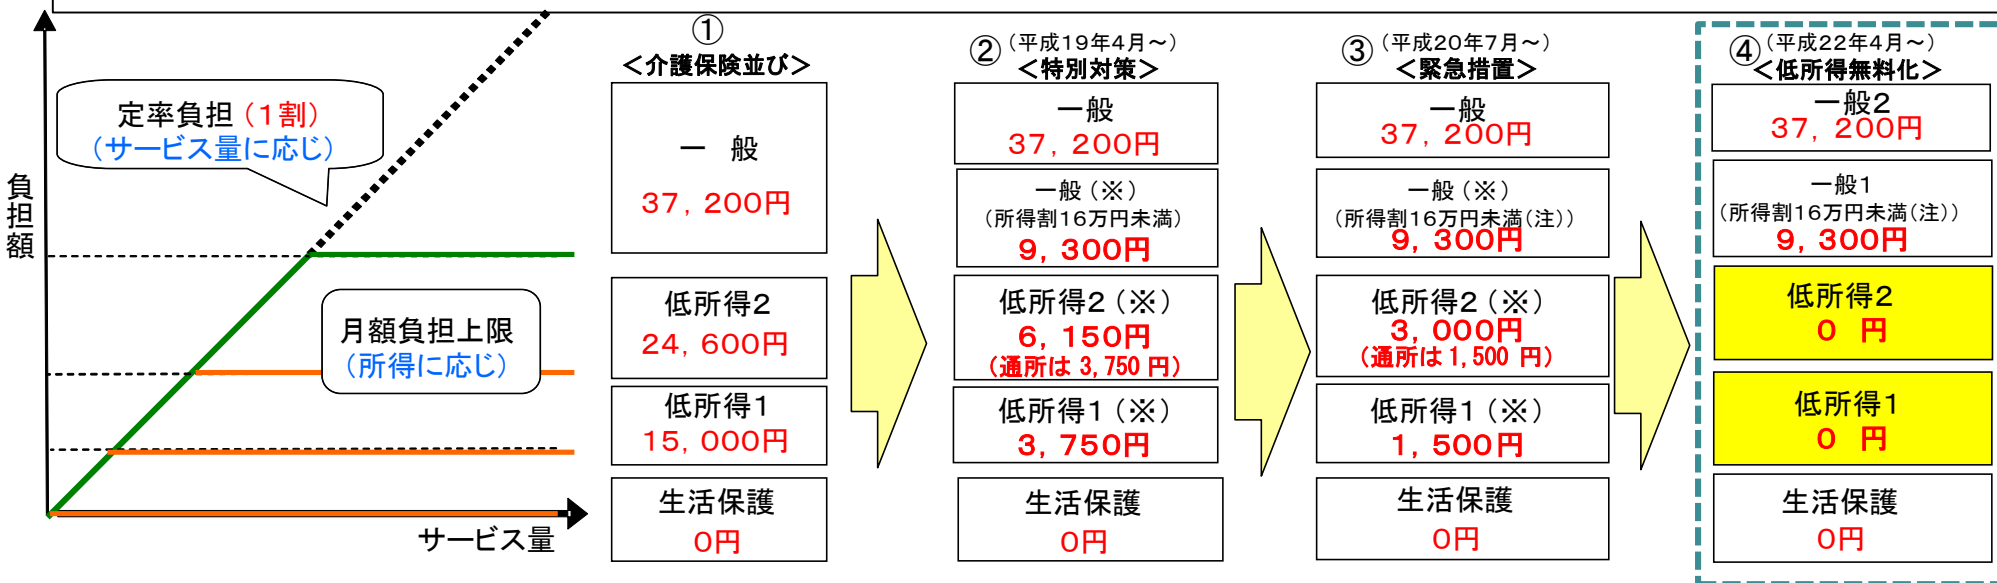 負担額
定率負担（１割）
（サービス量に応じ）
月額負担上限
（所得に応じ）
サービス量
①
＜介護保険並び＞
一 般
37，200円
低所得２
24，600円
低所得１
15，000円
生活保護
0円
②（平成19年4月～）
＜特別対策＞
一般
37，200円
一般（※）
（所得割16万円未満）
9，300円
低所得２（※）
6，150円
（通所は 3,750 円）
低所得１（※）
3，750円
生活保護
0円
③（平成20年7月～）
＜緊急措置＞
一般
37，200円
一般（※）
（所得割16万円未満（注））
9，300円
低所得２（※）
3，000円
（通所は 1,500 円）
低所得１（※）
1，500円
生活保護
0円
④（平成22年4月～）
＜低所得無料化＞
一般２
37，200円
一般１
（所得割16万円未満（注））
9，300円
低所得２
0 円
低所得１
0 円
生活保護
0円